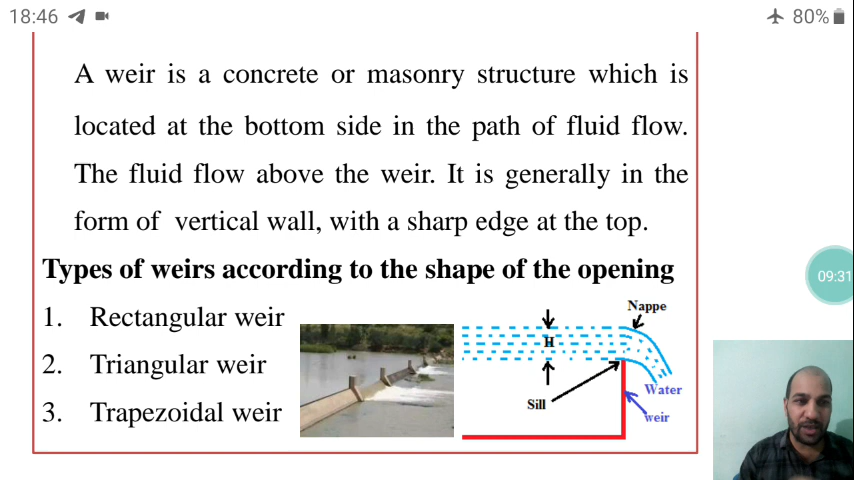 18:46
80%
A weir is a concrete or masonry structure which is
located at the bottom side in the path of fluid flow.
The fluid flow above the weir. It is generally in the
form of vertical wall, with a sharp edge at the top.
Types of weirs according to the shape of the opening
1. Rectangular weir
2. Triangular weir
3. Trapezoidal weir
Nappe
H
Sill
Water
weir
09:31